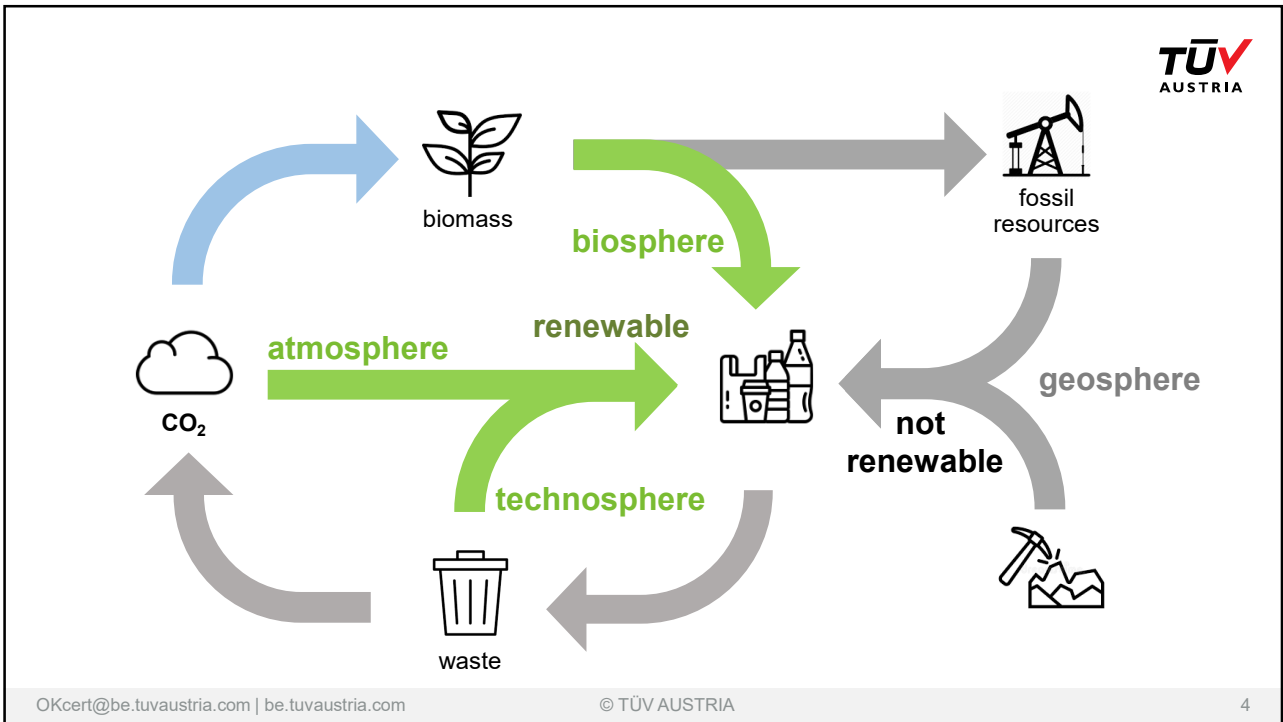 TÜV
AUSTRIA
biomass
fossil
resources
biosphere
renewable
atmosphere
geosphere
CO₂
not
renewable
technosphere
waste
OKcert@be.tuvaustria.com | be.tuvaustria.com
© TÜV AUSTRIA
4